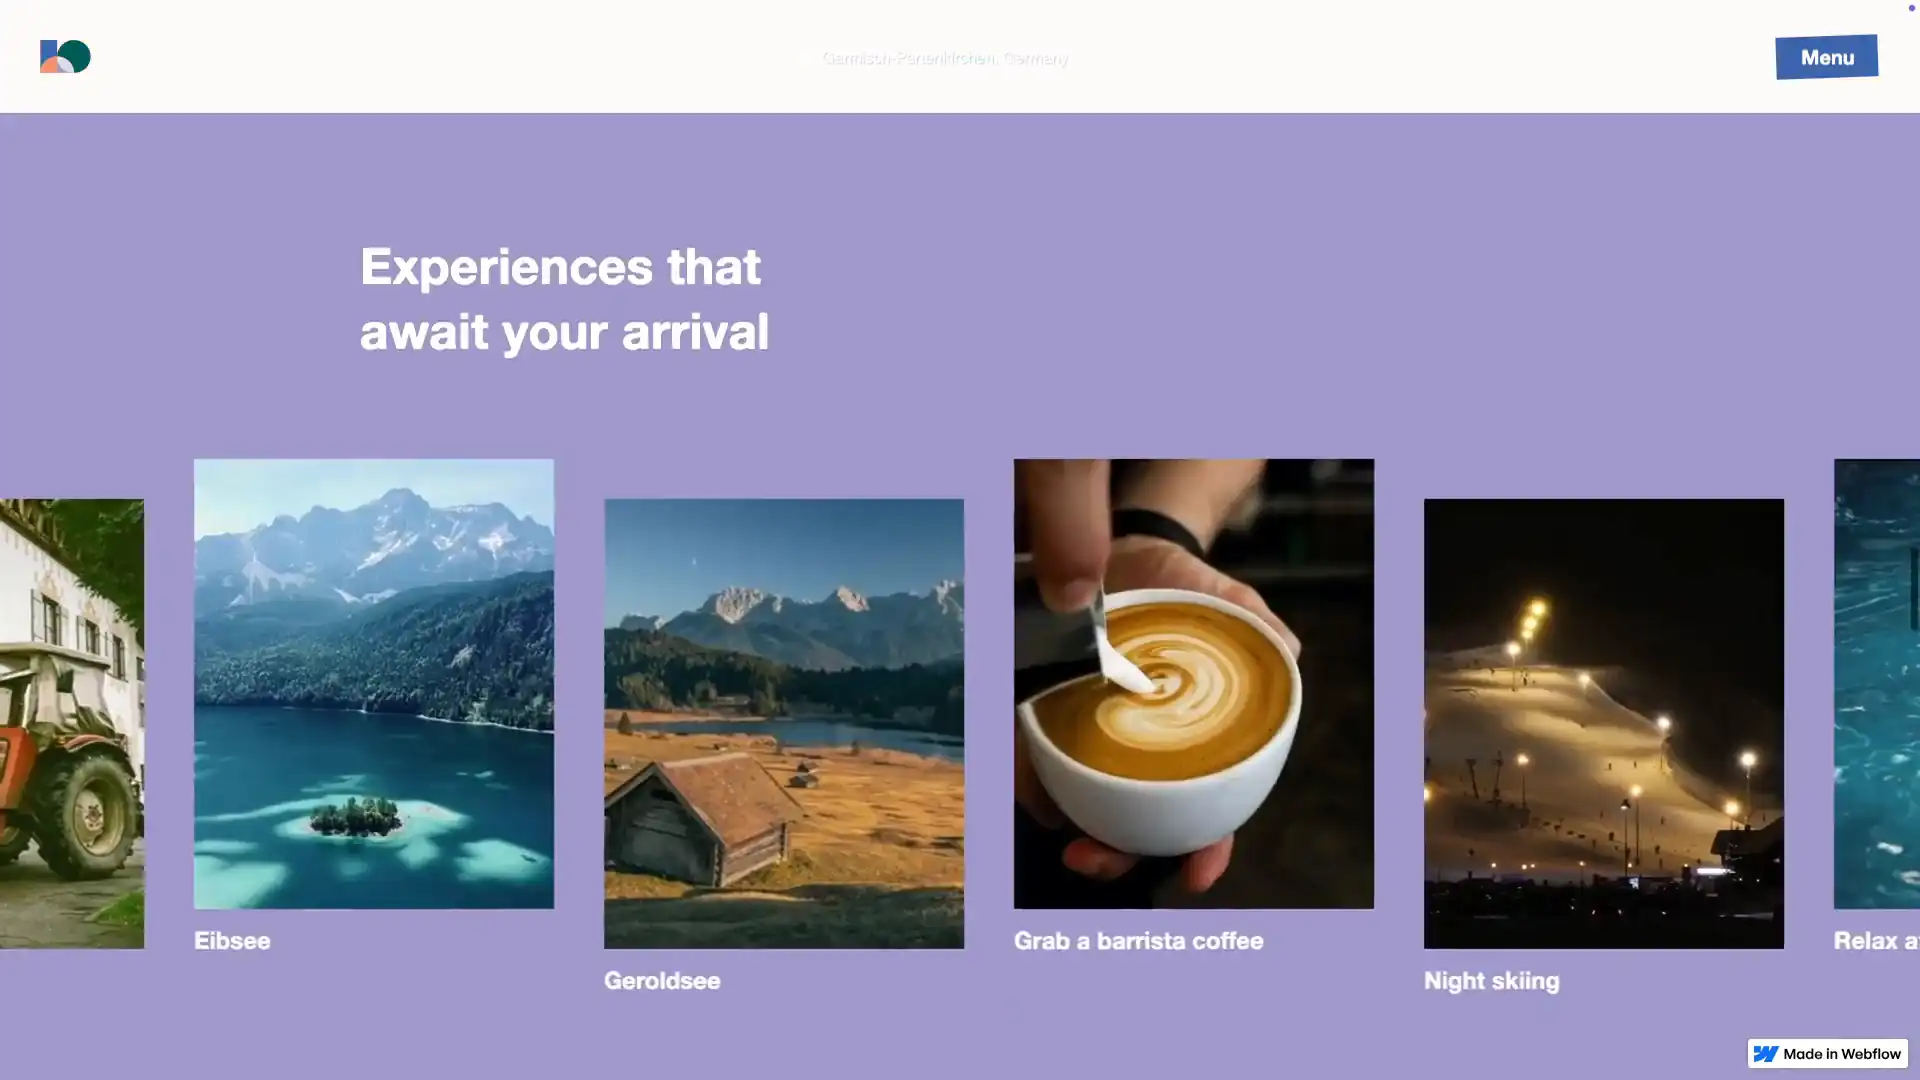 Garmisch-Partenkirchen, Germany
Menu
Experiences that
await your arrival
Eibsee
Geroldsee
Grab a barrista coffee
Night skiing
Relax
Made in Webflow